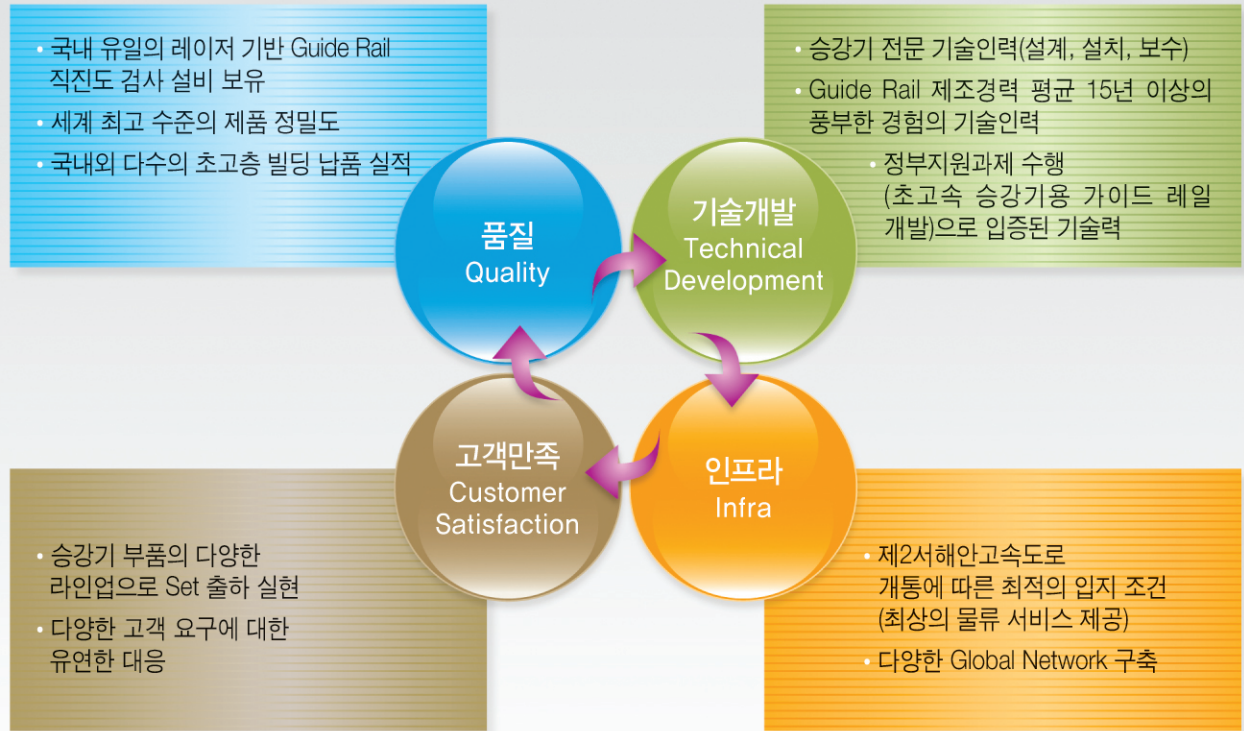 • 국내 유일의 레이저 기반 Guide Rail
직진도 검사 설비 보유
• 세계 최고 수준의 제품 정밀도
• 국내외 다수의 초고층 빌딩 납품 실적
품질
Quality
• 승강기 전문 기술인력(설계, 설치, 보수)
• Guide Rail 제조경력 평균 15년 이상의
풍부한 경험의 기술인력
• 정부지원과제 수행
(초고속 승강기용 가이드 레일
개발)으로 입증된 기술력
기술개발
Technical
Development
고객만족
Customer
Satisfaction
• 승강기 부품의 다양한
라인업으로 Set 출하 실현
• 다양한 고객 요구에 대한
유연한 대응
인프라
Infra
• 제2서해안고속도로
개통에 따른 최적의 입지 조건
(최상의 물류 서비스 제공)
• 다양한 Global Network 구축